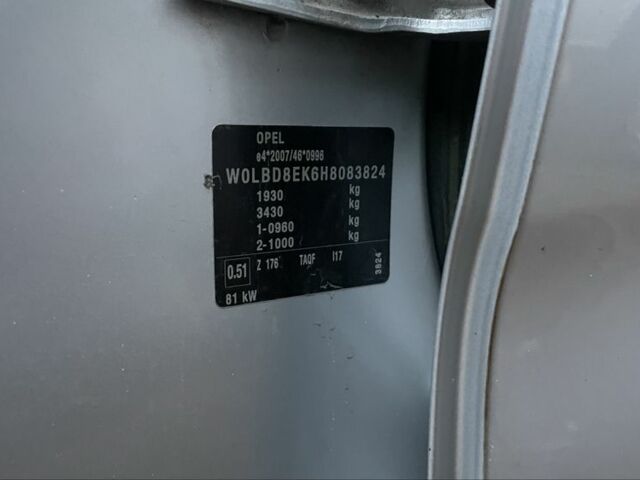 OPEL
e4*2007/46*0996
W0LBD8EK6H8083824
1930 kg
3430 kg
1-0960 kg
2-1000 kg
0.51 Z 176 TAQF I17 3824
81 kW